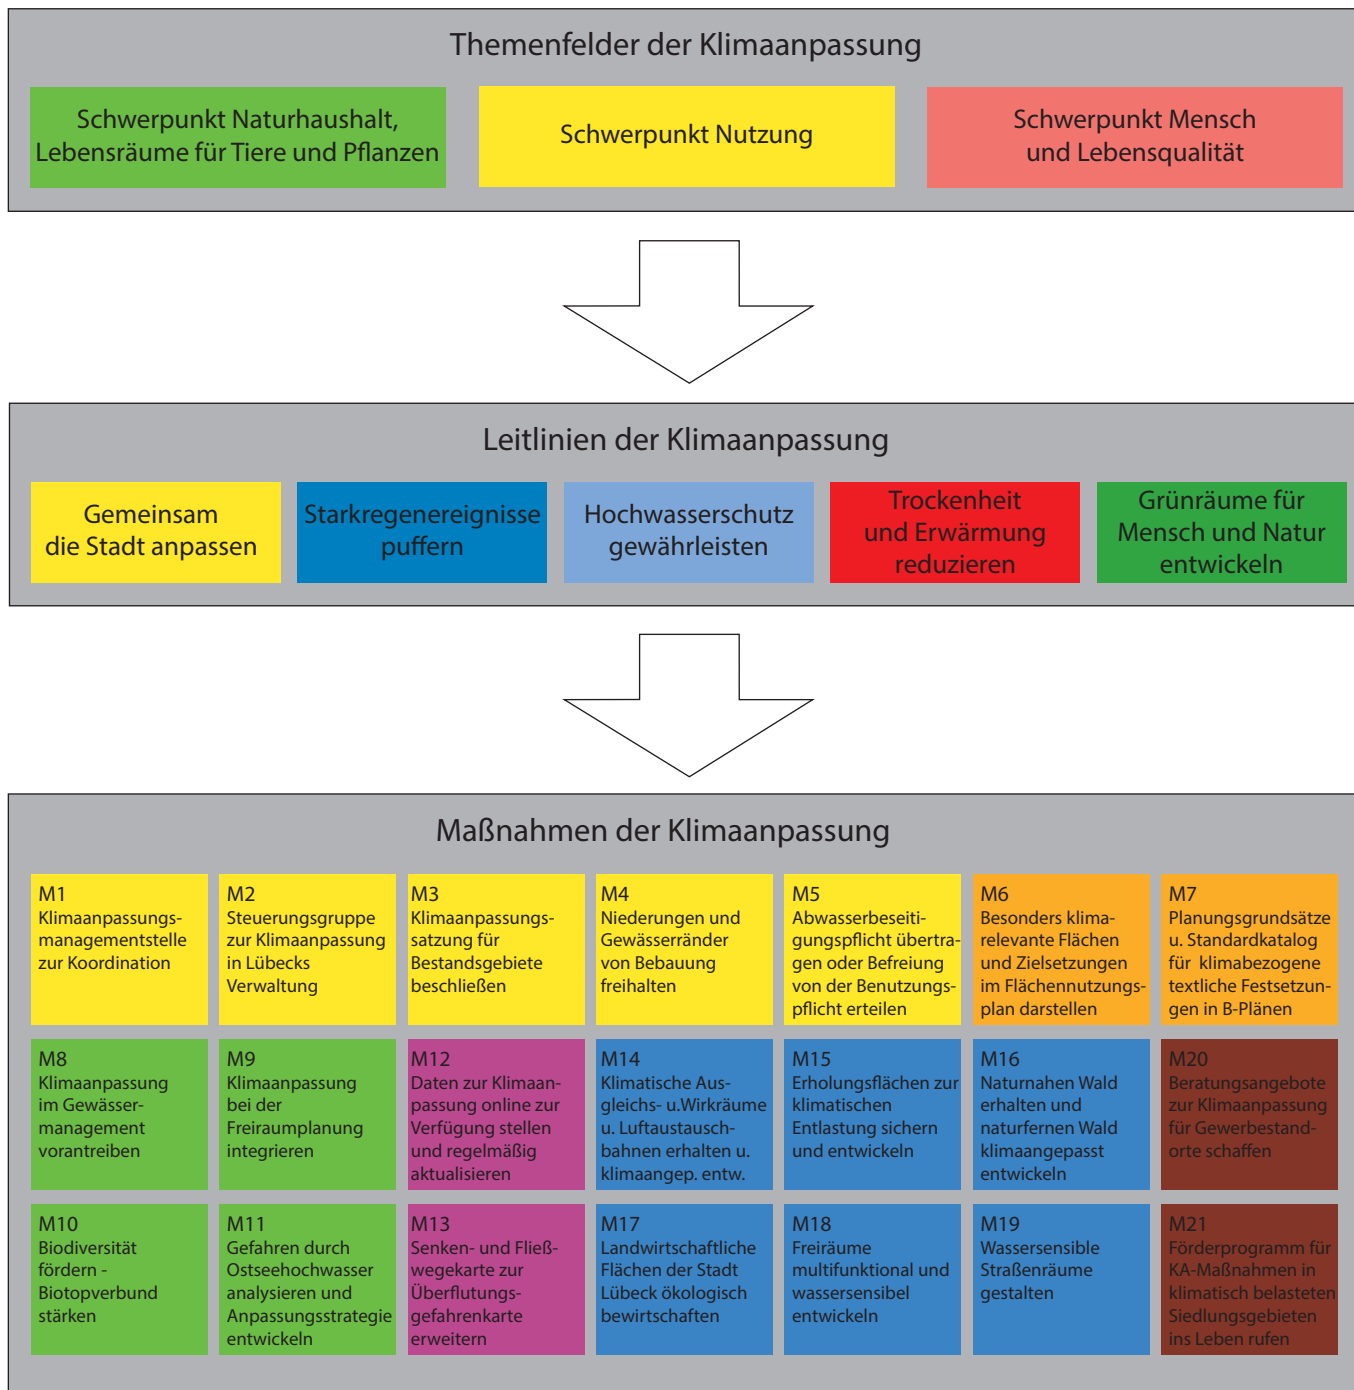 Themenfelder der Klimaanpassung
Schwerpunkt Naturhaushalt,
Lebensräume für Tiere und Pflanzen
Schwerpunkt Nutzung
Schwerpunkt Mensch
und Lebensqualität
Leitlinien der Klimaanpassung
Gemeinsam
die Stadt anpassen
Starkregenereignisse
puffern
Hochwasserschutz
gewährleisten
Trockenheit
und Erwärmung
reduzieren
Grünräume für
Mensch und Natur
entwickeln
Maßnahmen der Klimaanpassung
M1
Klimaanpassungs-
managementstelle
zur Koordination
M2
Steuerungsgruppe
zur Klimaanpassung
in Lübecks
Verwaltung
M3
Klimaanpassungs-
satzung für
Bestandsgebiete
beschließen
M4
Niederungen und
Gewässerränder
von Bebauung
freihalten
M5
Abwasserbeseiti-
gungspflicht übertra-
gen oder Befreiung
von der Benutzungs-
pflicht erteilen
M6
Besonders klima-
relevante Flächen
und Zielsetzungen
im Flächennutzungs-
plan darstellen
M7
Planungsgrundsätze
u. Standardkatalog
für klimabezogene
textliche Festsetzun-
gen in B-Plänen
M8
Klimaanpassung
im Gewässer-
management
vorantreiben
M9
Klimaanpassung
bei der
Freiraumplanung
integrieren
M12
Daten zur Klimaan-
passung online zur
Verfügung stellen
und regelmäßig
aktualisieren
M14
Klimatische Aus-
gleichs- u.Wirkräume
u. Luftaustausch-
bahnen erhalten u.
klimaangep. entw.
M15
Erholungsflächen zur
klimatischen
Entlastung sichern
und entwickeln
M16
Naturnahen Wald
erhalten und
naturfernen Wald
klimaangepasst
entwickeln
M20
Beratungsangebote
zur Klimaanpassung
für Gewerbestand-
orte schaffen
M10
Biodiversität
fördern -
Biotopverbund
stärken
M11
Gefahren durch
Ostseehochwasser
analysieren und
Anpassungsstrategie
entwickeln
M13
Senken- und Fließ-
wegekarte zur
Überflutungs-
gefahrenkarte
erweitern
M17
Landwirtschaftliche
Flächen der Stadt
Lübeck ökologisch
bewirtschaften
M18
Freiräume
multifunktional und
wassersensibel
entwickeln
M19
Wassersensible
Straßenräume
gestalten
M21
Förderprogramm für
KA-Maßnahmen in
klimatisch belasteten
Siedlungsgebieten
ins Leben rufen